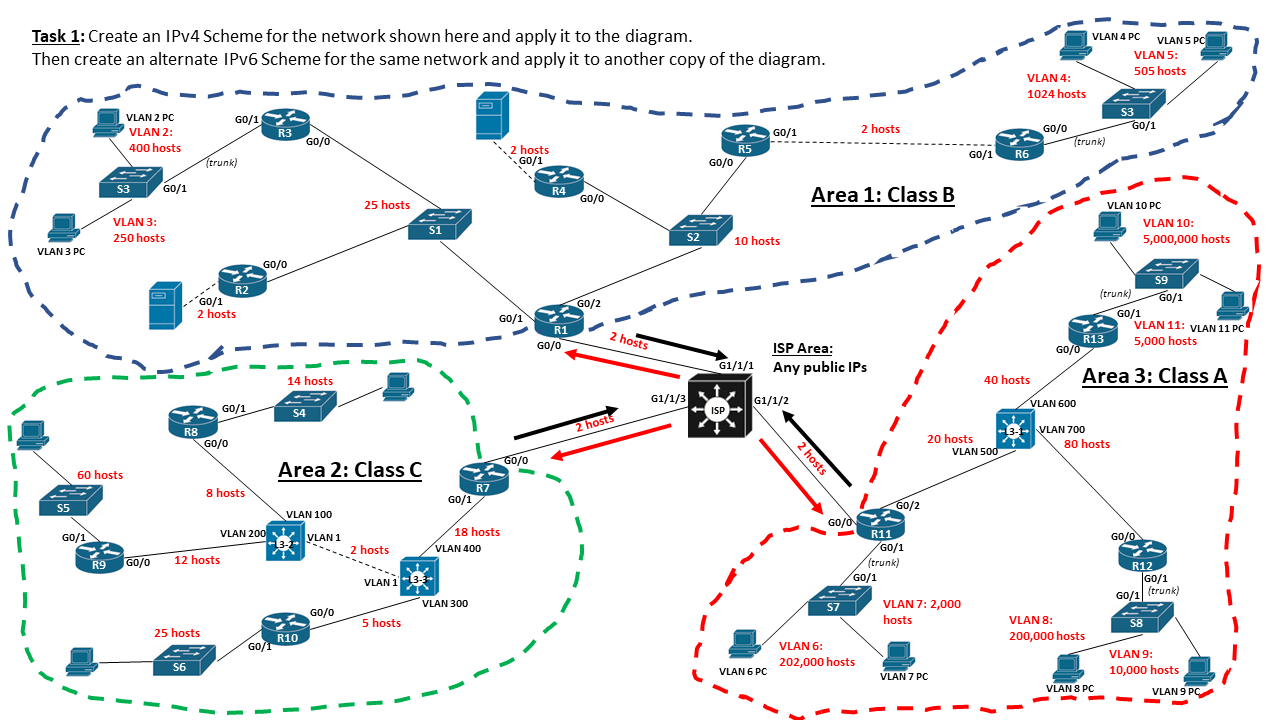 Task 1: Create an IPv4 Scheme for the network shown here and apply it to the diagram.
Then create an alternate IPv6 Scheme for the same network and apply it to another copy of the diagram.
VLAN 4 PC
VLAN 5 PC
VLAN 5:
505 hosts
VLAN 4:
1024 hosts
S3
G0/1
VLAN 2 PC
VLAN 2:
400 hosts
G0/1
R3
G0/0
(trunk)
S3
G0/1
VLAN 3:
250 hosts
VLAN 3 PC
2 hosts
G0/1
R4
G0/0
R5
G0/1
G0/0
2 hosts
G0/0
R6
G0/1
(trunk)
Area 1: Class B
25 hosts
S1
S2
10 hosts
G0/0
R2
G0/1
2 hosts
G0/2
G0/1
R1
G0/0
2 hosts
ISP Area:
Any public IPs
G1/1/1
G1/1/3
ISP
G1/1/2
2 hosts
2 hosts
VLAN 10 PC
VLAN 10:
5,000,000 hosts
S9
(trunk)
G0/1
G0/1
VLAN 11:
5,000 hosts
VLAN 11 PC
R13
G0/0
Area 3: Class A
40 hosts
VLAN 600
L3-1
VLAN 700
80 hosts
20 hosts
VLAN 500
14 hosts
S4
G0/1
R8
G0/0
Area 2: Class C
60 hosts
S5
8 hosts
G0/0
R7
G0/1
G0/2
G0/0
R11
G0/1
(trunk)
VLAN 100
VLAN 200
L3-2
VLAN 1
18 hosts
G0/1
R9
G0/0
12 hosts
2 hosts
VLAN 400
VLAN 1
L3-3
VLAN 300
5 hosts
G0/0
R10
G0/1
25 hosts
S6
G0/1
S7
VLAN 7: 2,000
hosts
VLAN 6:
202,000 hosts
VLAN 6 PC
VLAN 7 PC
G0/0
R12
G0/1
(trunk)
G0/1
S8
VLAN 8:
200,000 hosts
VLAN 9:
10,000 hosts
VLAN 8 PC
VLAN 9 PC